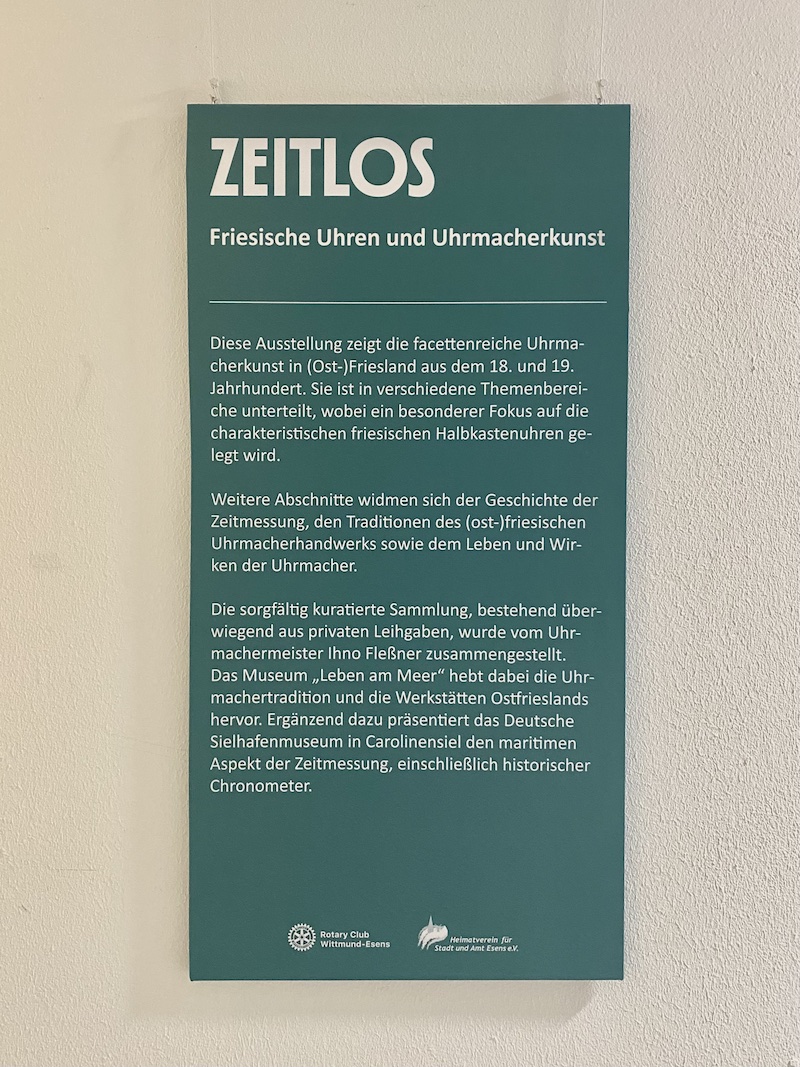 ZEITLOS
Friesische Uhren und Uhrmacherkunst
Diese Ausstellung zeigt die facettenreiche Uhrma-
cherkunst in (Ost-)Friesland aus dem 18. und 19.
Jahrhundert. Sie ist in verschiedene Themenberei-
che unterteilt, wobei ein besonderer Fokus auf die
charakteristischen friesischen Halbkastenuhren ge-
legt wird.
Weitere Abschnitte widmen sich der Geschichte der
Zeitmessung, den Traditionen des (ost-)friesischen
Uhrmacherhandwerks sowie dem Leben und Wir-
ken der Uhrmacher.
Die sorgfältig kuratierte Sammlung, bestehend über-
wiegend aus privaten Leihgaben, wurde vom Uhr-
machermeister Ihno Fleßner zusammengestellt.
Das Museum „Leben am Meer“ hebt dabei die Uhr-
machertradition und die Werkstätten Ostfrieslands
hervor. Ergänzend dazu präsentiert das Deutsche
Sielhafenmuseum in Carolinensiel den maritimen
Aspekt der Zeitmessung, einschließlich historischer
Chronometer.
Rotary Club
Wittmund-Esens
Heimatverein für
Stadt und Amt Esens e.V.